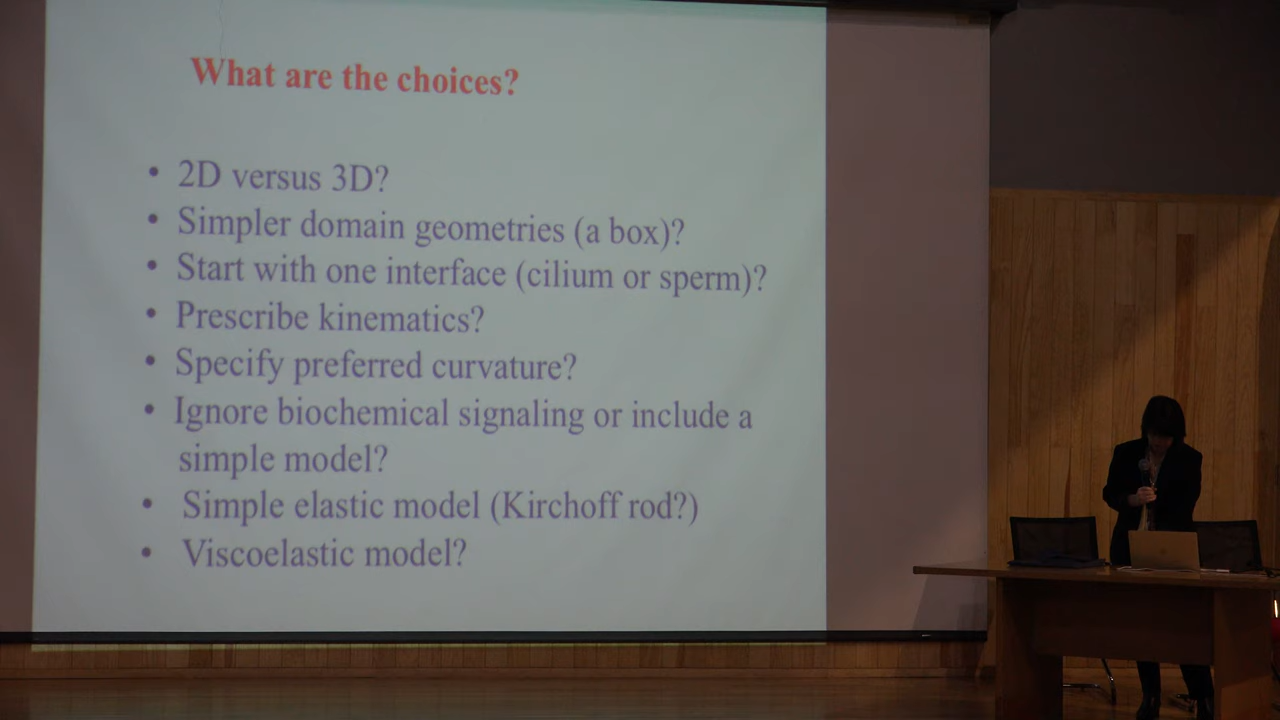 What are the choices?
• 2D versus 3D?
• Simpler domain geometries (a box)?
• Start with one interface (cilium or sperm)?
• Prescribe kinematics?
• Specify preferred curvature?
• Ignore biochemical signaling or include a
simple model?
• Simple elastic model (Kirchoff rod?)
• Viscoelastic model?